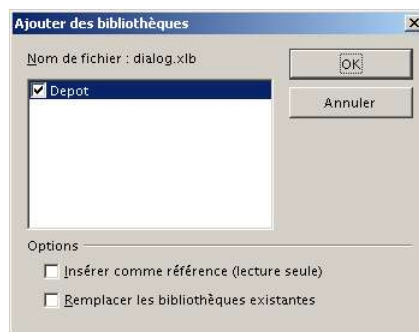 Ajouter des bibliothèques
Nom de fichier : dialog.xlb
OK
Depot
Annuler
Options
Insérer comme référence (lecture seule)
Remplacer les bibliothèques existantes